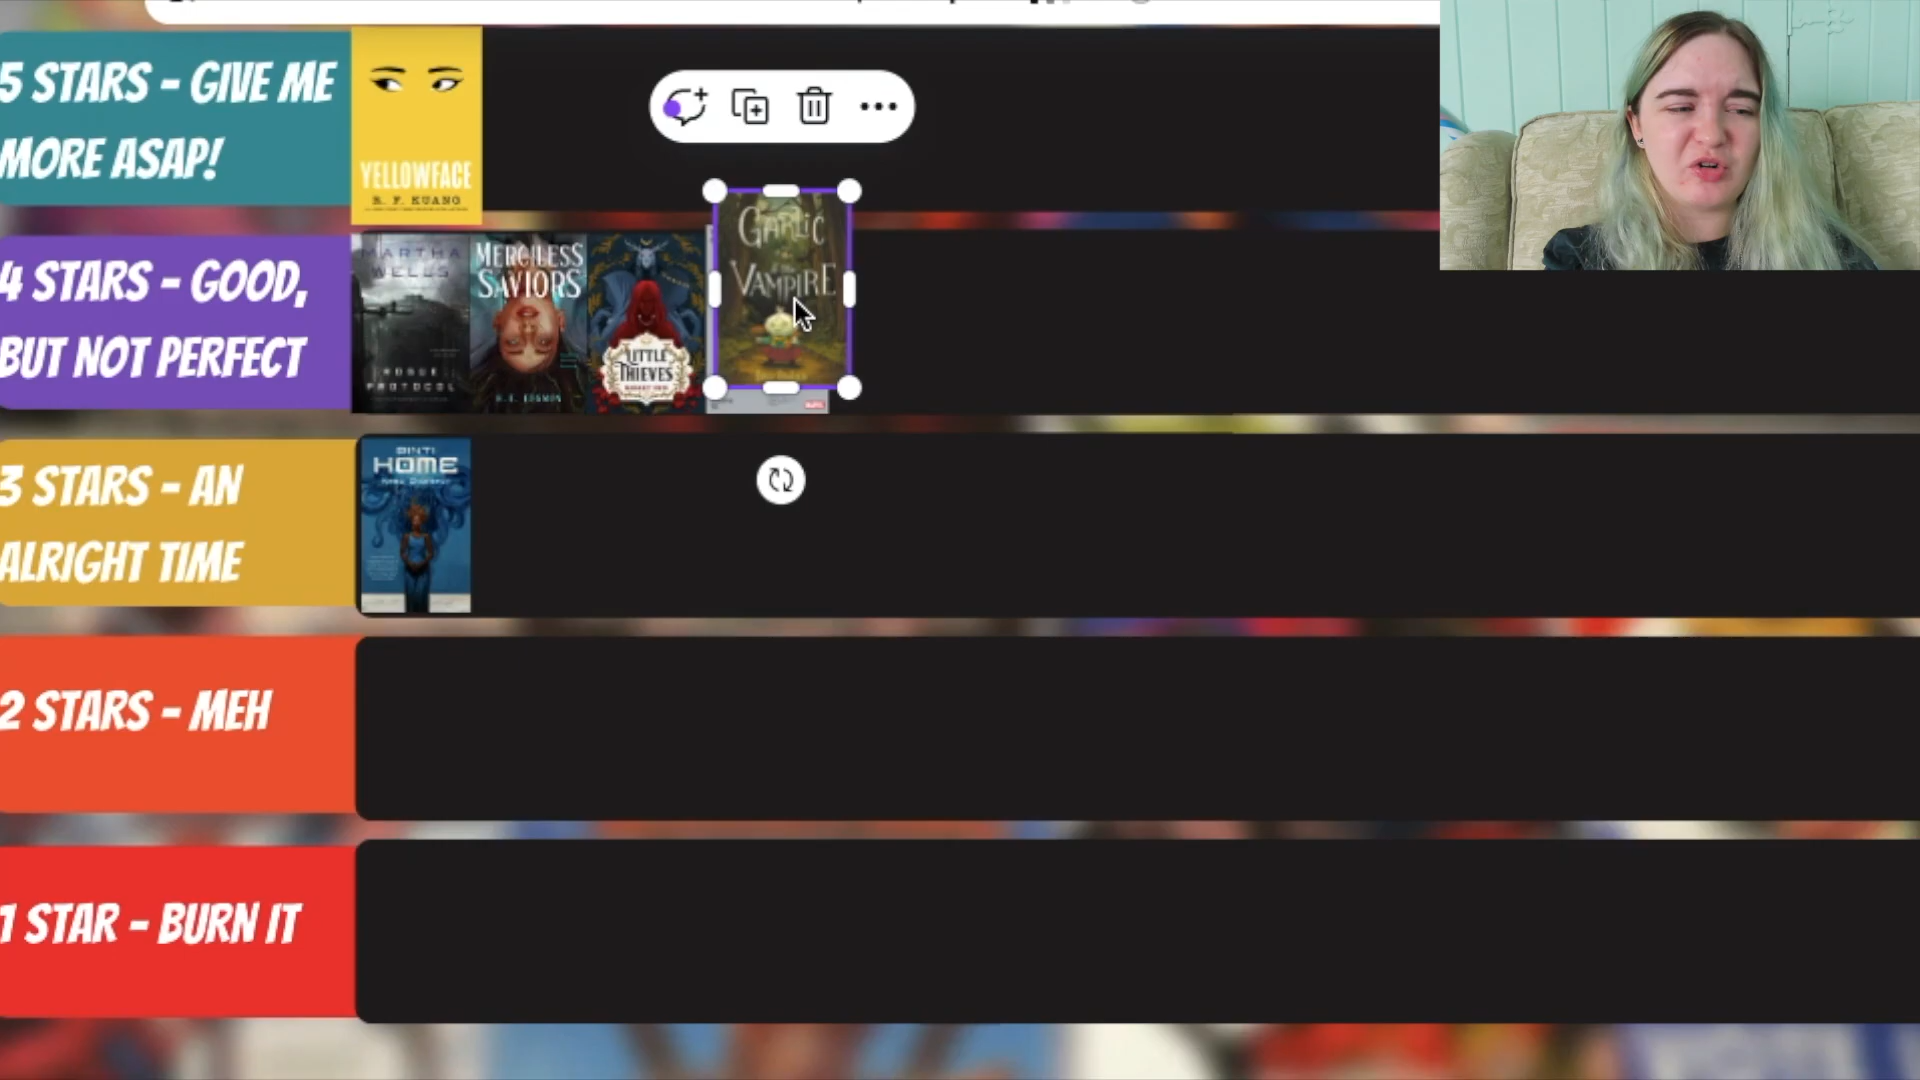 5 STARS - GIVE ME
MORE ASAP!
YELLOWFACE
R. F. KUANG
4 STARS - GOOD,
BUT NOT PERFECT
MARTHA
WELLS
ROGUE
PROTOCOL
MERCILESS
SAVIORS
LITTLE
THIEVES
GARLIC
VAMPIRE
3 STARS - AN
ALRIGHT TIME
BINTI
HOME
2 STARS - MEH
1 STAR - BURN IT